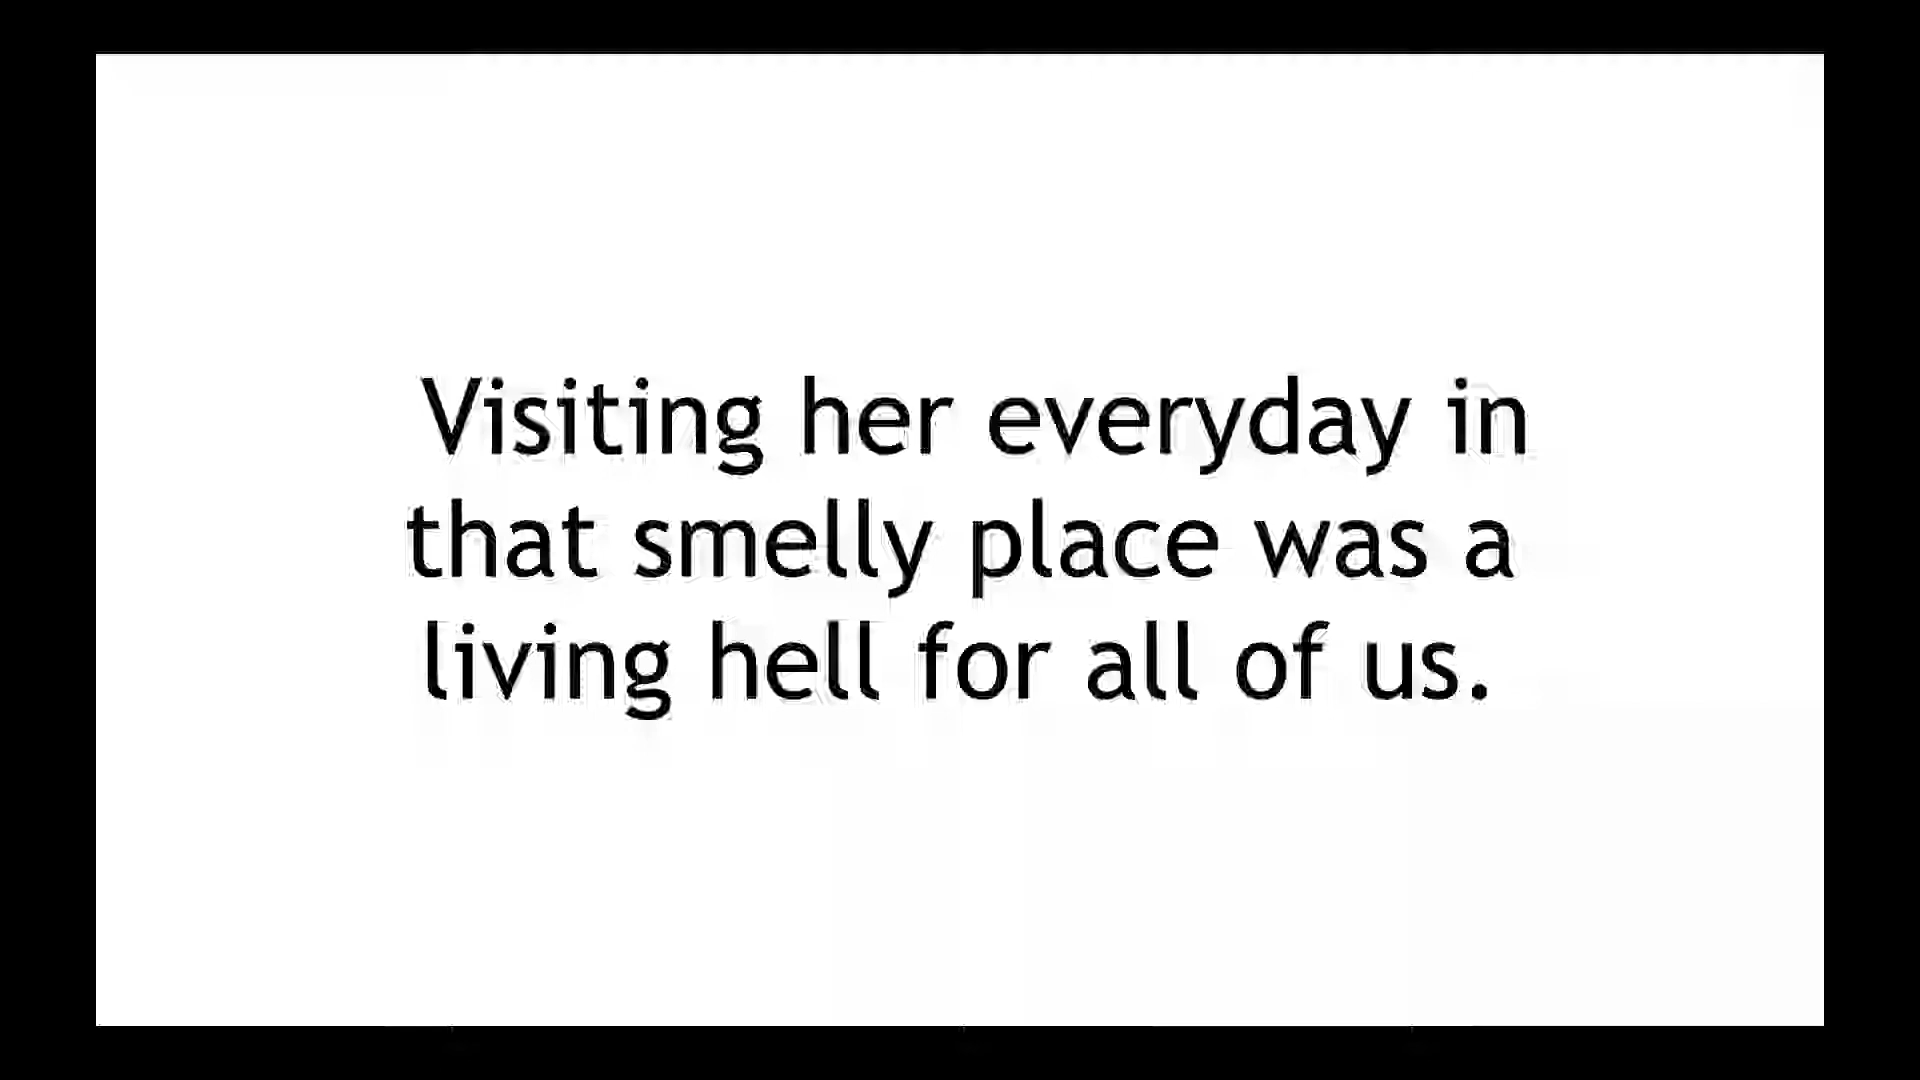 Visiting her everyday in
that smelly place was a
living hell for all of us.